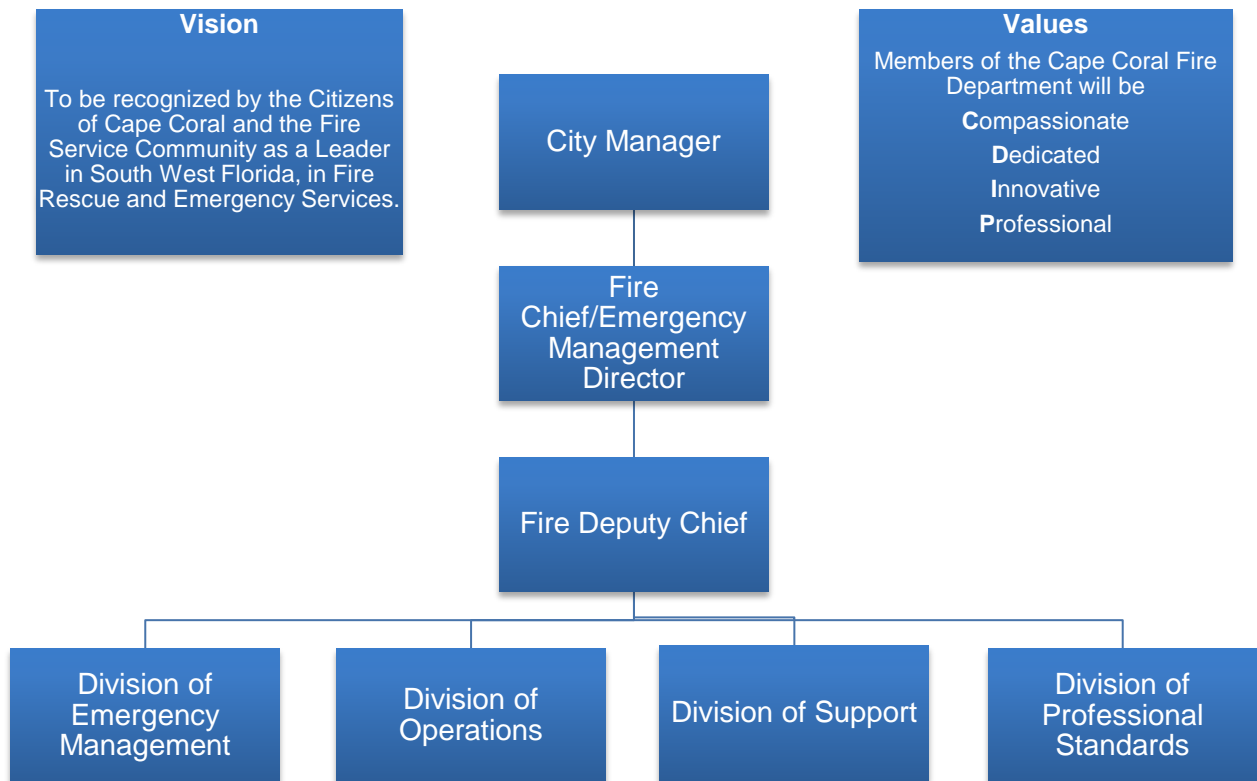 Vision
To be recognized by the Citizens
of Cape Coral and the Fire
Service Community as a Leader
in South West Florida, in Fire
Rescue and Emergency Services.
Values
Members of the Cape Coral Fire
Department will be
Compassionate
Dedicated
Innovative
Professional
City Manager
Fire
Chief/Emergency
Management
Director
Fire Deputy Chief
Division of
Emergency
Management
Division of
Operations
Division of Support
Division of
Professional
Standards